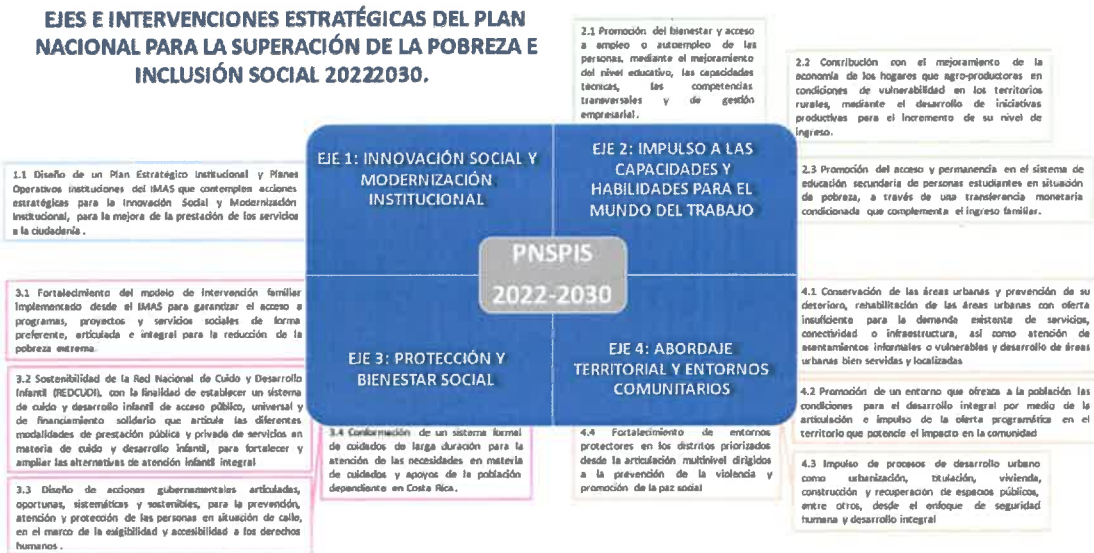 EJES E INTERVENCIONES ESTRATÉGICAS DEL PLAN
NACIONAL PARA LA SUPERACIÓN DE LA POBREZA E
INCLUSIÓN SOCIAL 20222030.
1.1 Diseño de un Plan Estratégico Institucional y Planes
Operativos instituciones del IMAS que contemplen acciones
estratégicas para la Innovación Social y Modernización
Institucional, para la mejora de la prestación de los servicios
a la ciudadenía.
EJE 1: INNOVACIÓN SOCIAL Y
MODERNIZACIÓN
INSTITUCIONAL
2.1 Promoción del bienestar y acceso
a empleo o autoempleo de las
personas, mediante el mejoramiento
del nivel educativo, las capacidades
técnicas, las competencias
transversales y de gestión
empresarial.
EJE 2: IMPULSO A LAS
CAPACIDADES Y
HABILIDADES PARA EL
MUNDO DEL TRABAJO
2.2 Contribución con el mejoramiento de la
economía de los hogares que agro-productoras en
condiciones de vulnerabilidad en los territorios
rurales, mediante el desarrollo de iniciativas
productivas para el incremento de su nivel de
ingreso.
2.3 Promoción del acceso y permanencia en el sistema de
educación secundaria de personas estudiantes en situación
de pobreza, a través de una transferencia monetaria
condicionada que complementa el ingreso familiar.
PNSPIS
2022-2030
3.1 Fortalecimiento del modelo de intervención familiar
implementado desde el IMAS para garantizar el acceso a
programas, proyectos y servicios sociales de forma
preferente, articulada e integral para la reducción de la
pobreza extrema.
3.2 Sostenibilidad de la Red Nacional de Cuido y Desarrollo
Infantil (REDCUDI), con la finalidad de establecer un sistema
de cuido y desarrollo infantil de acceso público, universal y
de financiamiento solidario que articule las diferentes
modalidades de prestación pública y privada de servicios en
materia de cuido y desarrollo infantil, para fortalecer y
ampliar las alternativas de atención infantil integral
3.3 Diseño de acciones gubernamentales articuladas,
oportunas, sistemáticas y sostenibles, para la prevención,
atención y protección de las personas en situación de calle,
en el marco de la exigibilidad y accesibilidad a los derechos
humanos.
EJE 3: PROTECCIÓN Y
BIENESTAR SOCIAL
3.4 Conformación de un sistema formal
de cuidados de larga duración para la
atención de las necesidades en materia
de cuidados y apoyos de la población
dependiente en Costa Rica.
EJE 4: ABORDAJE
TERRITORIAL Y ENTORNOS
COMUNITARIOS
4.4 Fortalecimiento de entornos
protectores en los distritos priorizados
desde la articulación multinivel dirigidos
a la prevención de la violencia y
promoción de la paz social
4.1 Conservación de las áreas urbanas y prevención de su
deterioro, rehabilitación de las áreas urbanas con oferta
insuficiente para la demanda existente de servicios,
conectividad o infraestructura, así como atención de
asentamientos informales o vulnerables y desarrollo de áreas
urbanas bien servidas y localizadas
4.2 Promoción de un entorno que ofrezca a la población las
condiciones para el desarrollo integral por medio de la
articulación e impulso de la oferta programática en el
territorio que potencie el impacto en la comunidad
4.3 Impulso de procesos de desarrollo urbano
como urbanización, titulación, vivienda,
construcción y recuperación de espacios públicos,
entre otros, desde el enfoque de seguridad
humana y desarrollo integral